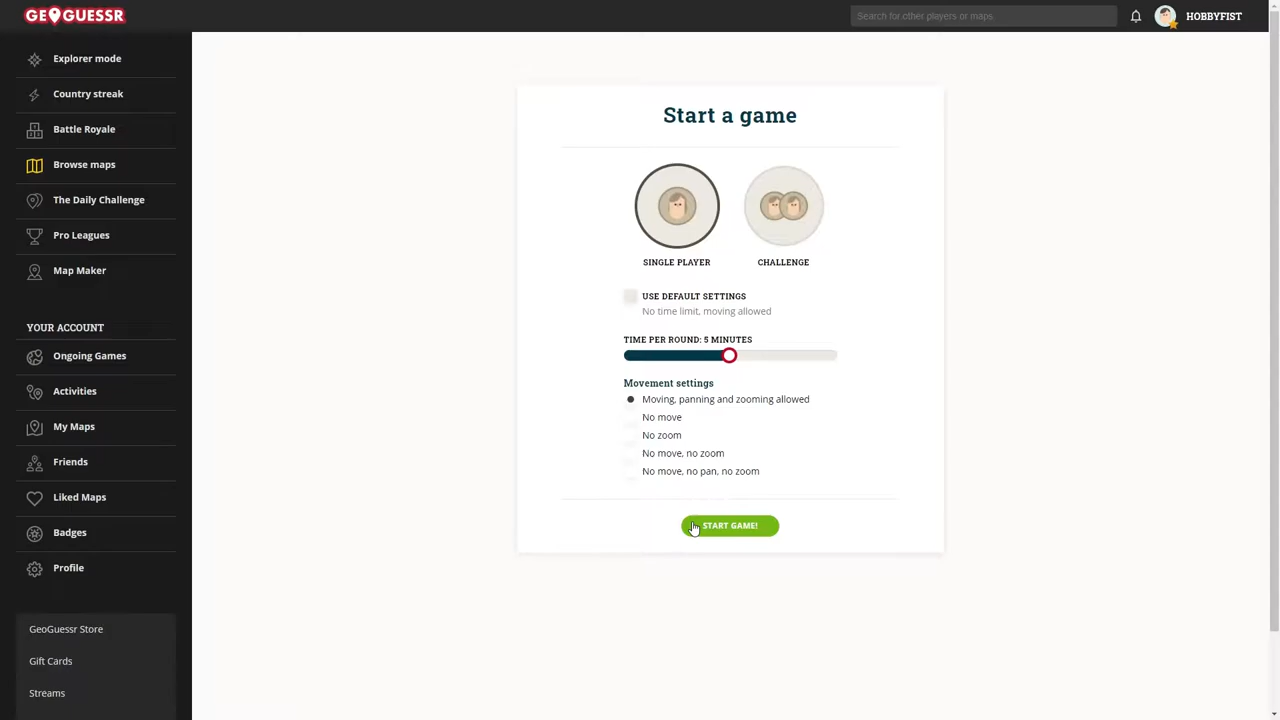 GEOGUESSR
Search for other players or maps.
HOBBYFIST
Explorer mode
Country streak
Battle Royale
Browse maps
The Daily Challenge
Pro Leagues
Map Maker
YOUR ACCOUNT
Ongoing Games
Activities
My Maps
Friends
Liked Maps
Badges
Profile
GeoGuessr Store
Gift Cards
Streams
Start a game
SINGLE PLAYER
CHALLENGE
USE DEFAULT SETTINGS
No time limit, moving allowed
TIME PER ROUND: 5 MINUTES
Movement settings
Moving, panning and zooming allowed
No move
No zoom
No move, no zoom
No move, no pan, no zoom
START GAME!